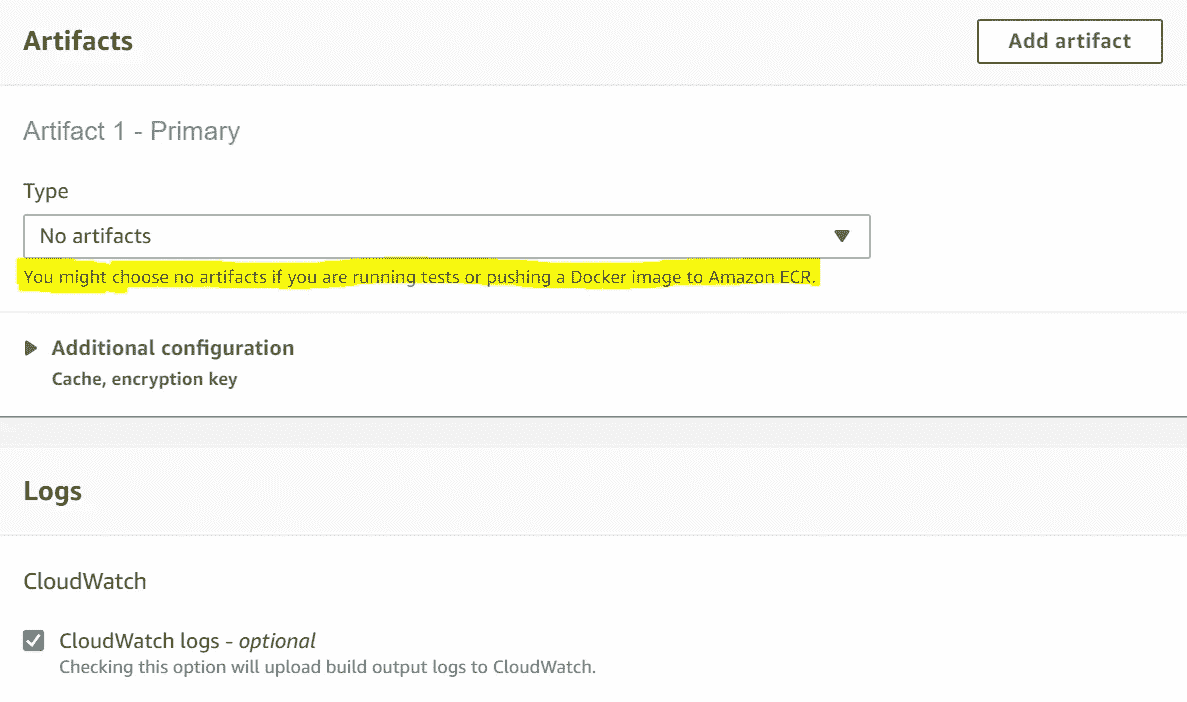 Artifacts
Add artifact
Artifact 1 - Primary
Type
No artifacts
You might choose no artifacts if you are running tests or pushing a Docker image to Amazon ECR.
Additional configuration
Cache, encryption key
Logs
CloudWatch
CloudWatch logs - optional
Checking this option will upload build output logs to CloudWatch.